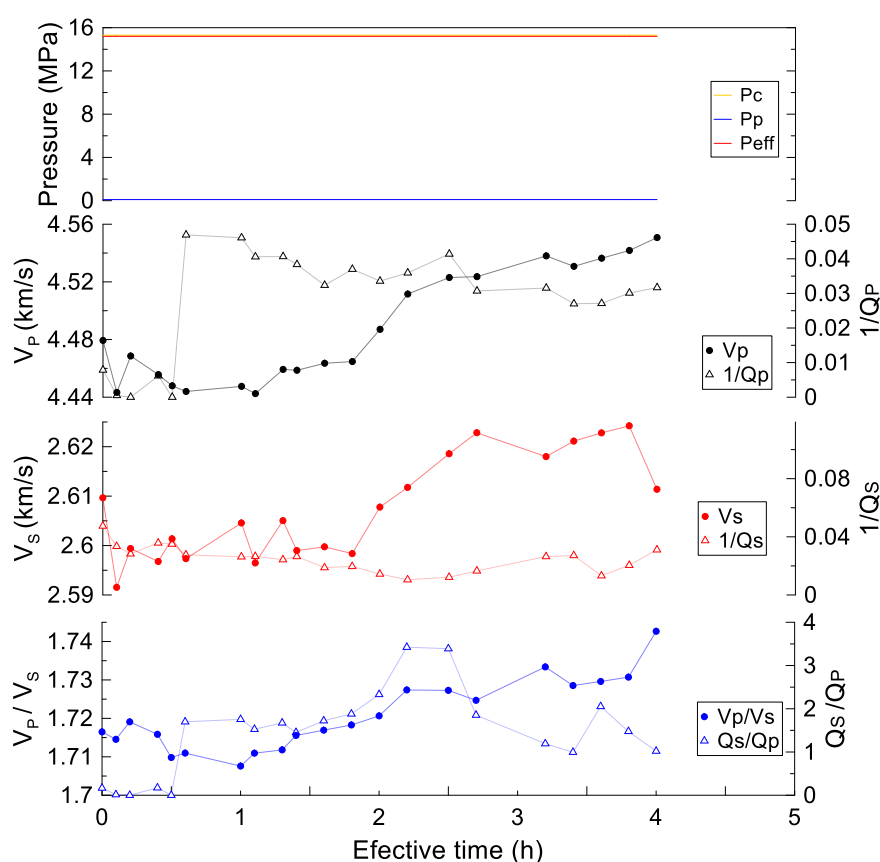 16
12
8
4
0
Pressure (MPa)
Pc
Pp
Peff
4.56
4.52
4.48
4.44
VP (km/s)
0.05
0.04
0.03
0.02
0.01
0
1/QP
Vp
1/Qp
2.62
2.61
2.6
2.59
VS (km/s)
0.08
0.04
0
1/QS
Vs
1/Qs
1.74
1.73
1.72
1.71
1.7
VP / VS
4
3
2
1
0
QS /QP
Vp/Vs
Qs/Qp
0 1 2 3 4 5
Efective time (h)